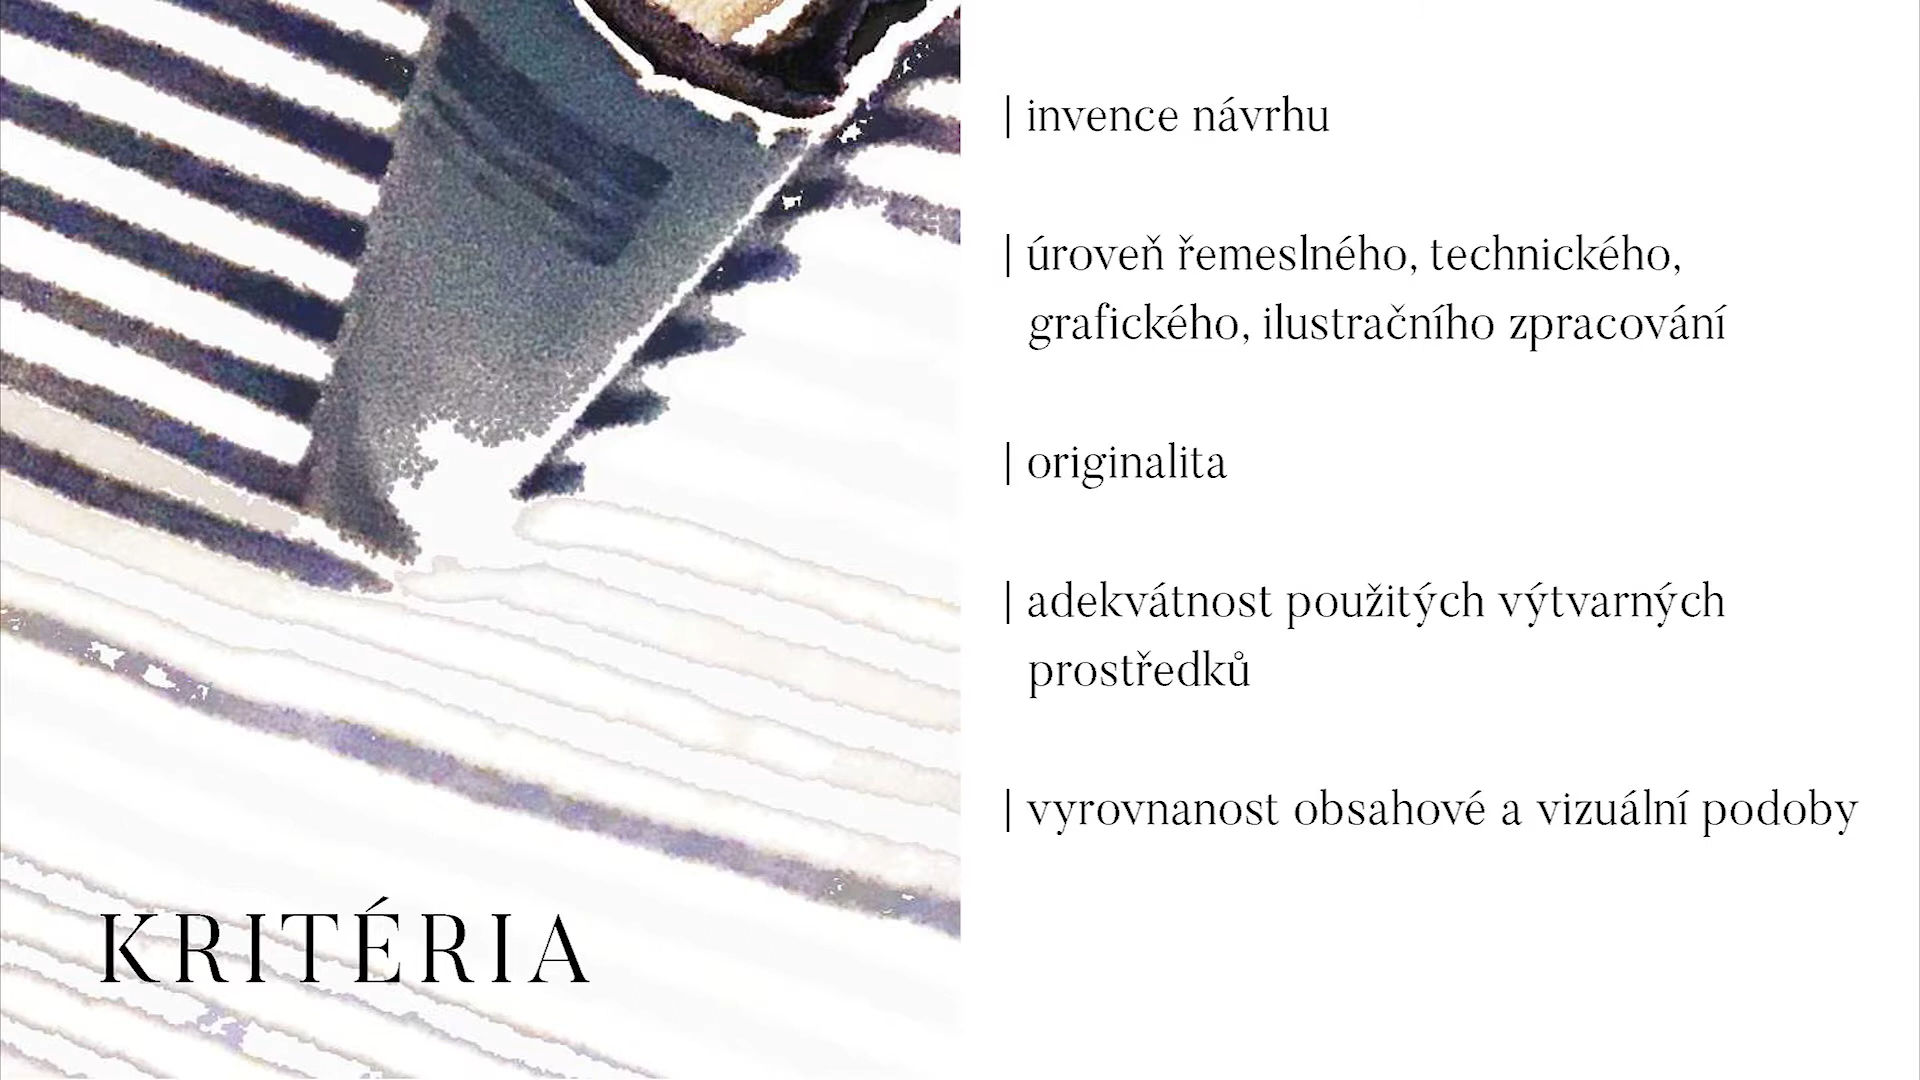 | invence návrhu
| úroveň řemeslného, technického,
grafického, ilustračního zpracování
| originalita
| adekvátnost použitých výtvarných
prostředků
| vyrovnanost obsahové a vizuální podoby
KRITÉRIA